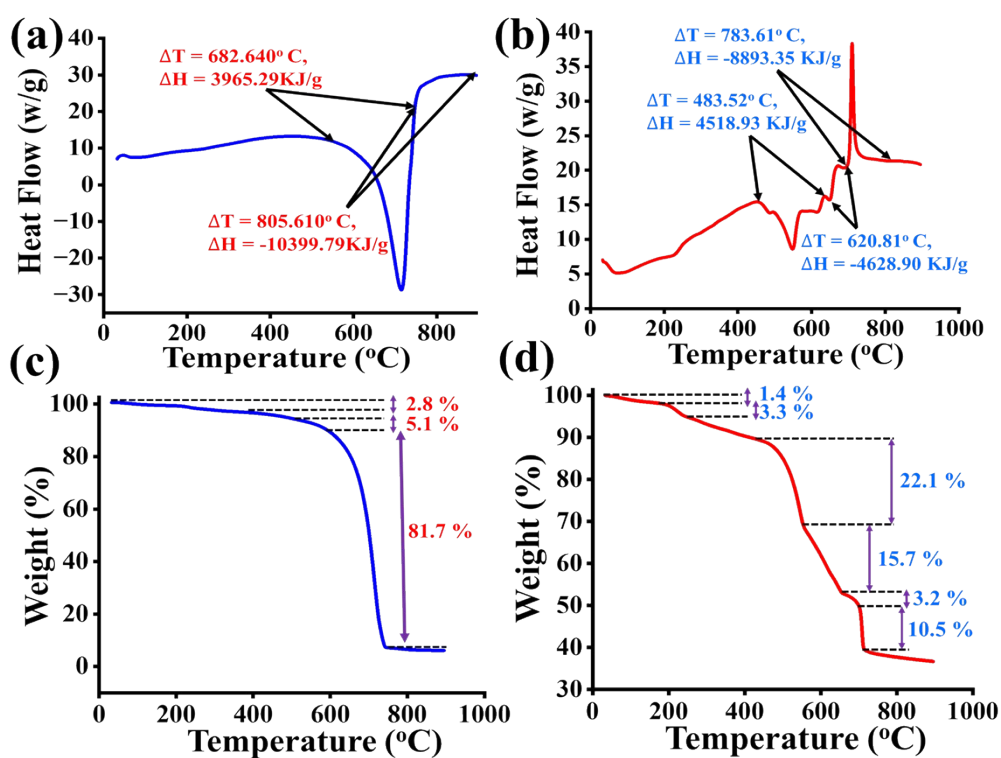 (a)
ΔT = 682.640° C,
ΔH = 3965.29KJ/g
ΔT = 805.610° C,
ΔH = -10399.79KJ/g
Heat Flow (w/g)
40
30
20
10
0
−10
−20
−30
0 200 400 600 800
Temperature (°C)
(b)
ΔT = 783.61° C,
ΔH = -8893.35 KJ/g
ΔT = 483.52° C,
ΔH = 4518.93 KJ/g
ΔT = 620.81° C,
ΔH = -4628.90 KJ/g
Heat Flow (w/g)
40
35
30
25
20
15
10
5
0
0 200 400 600 800 1000
Temperature (°C)
(c)
2.8 %
5.1 %
81.7 %
Weight (%)
100
80
60
40
20
0
0 200 400 600 800 1000
Temperature (°C)
(d)
1.4 %
3.3 %
22.1 %
15.7 %
3.2 %
10.5 %
Weight (%)
100
90
80
70
60
50
40
30
0 200 400 600 800 1000
Temperature (°C)